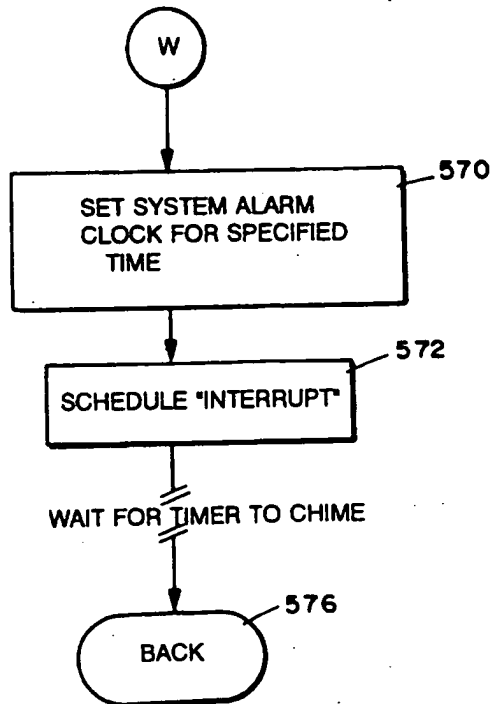 W
570
SET SYSTEM ALARM
CLOCK FOR SPECIFIED
TIME
572
SCHEDULE "INTERRUPT"
WAIT FOR TIMER TO CHIME
576
BACK